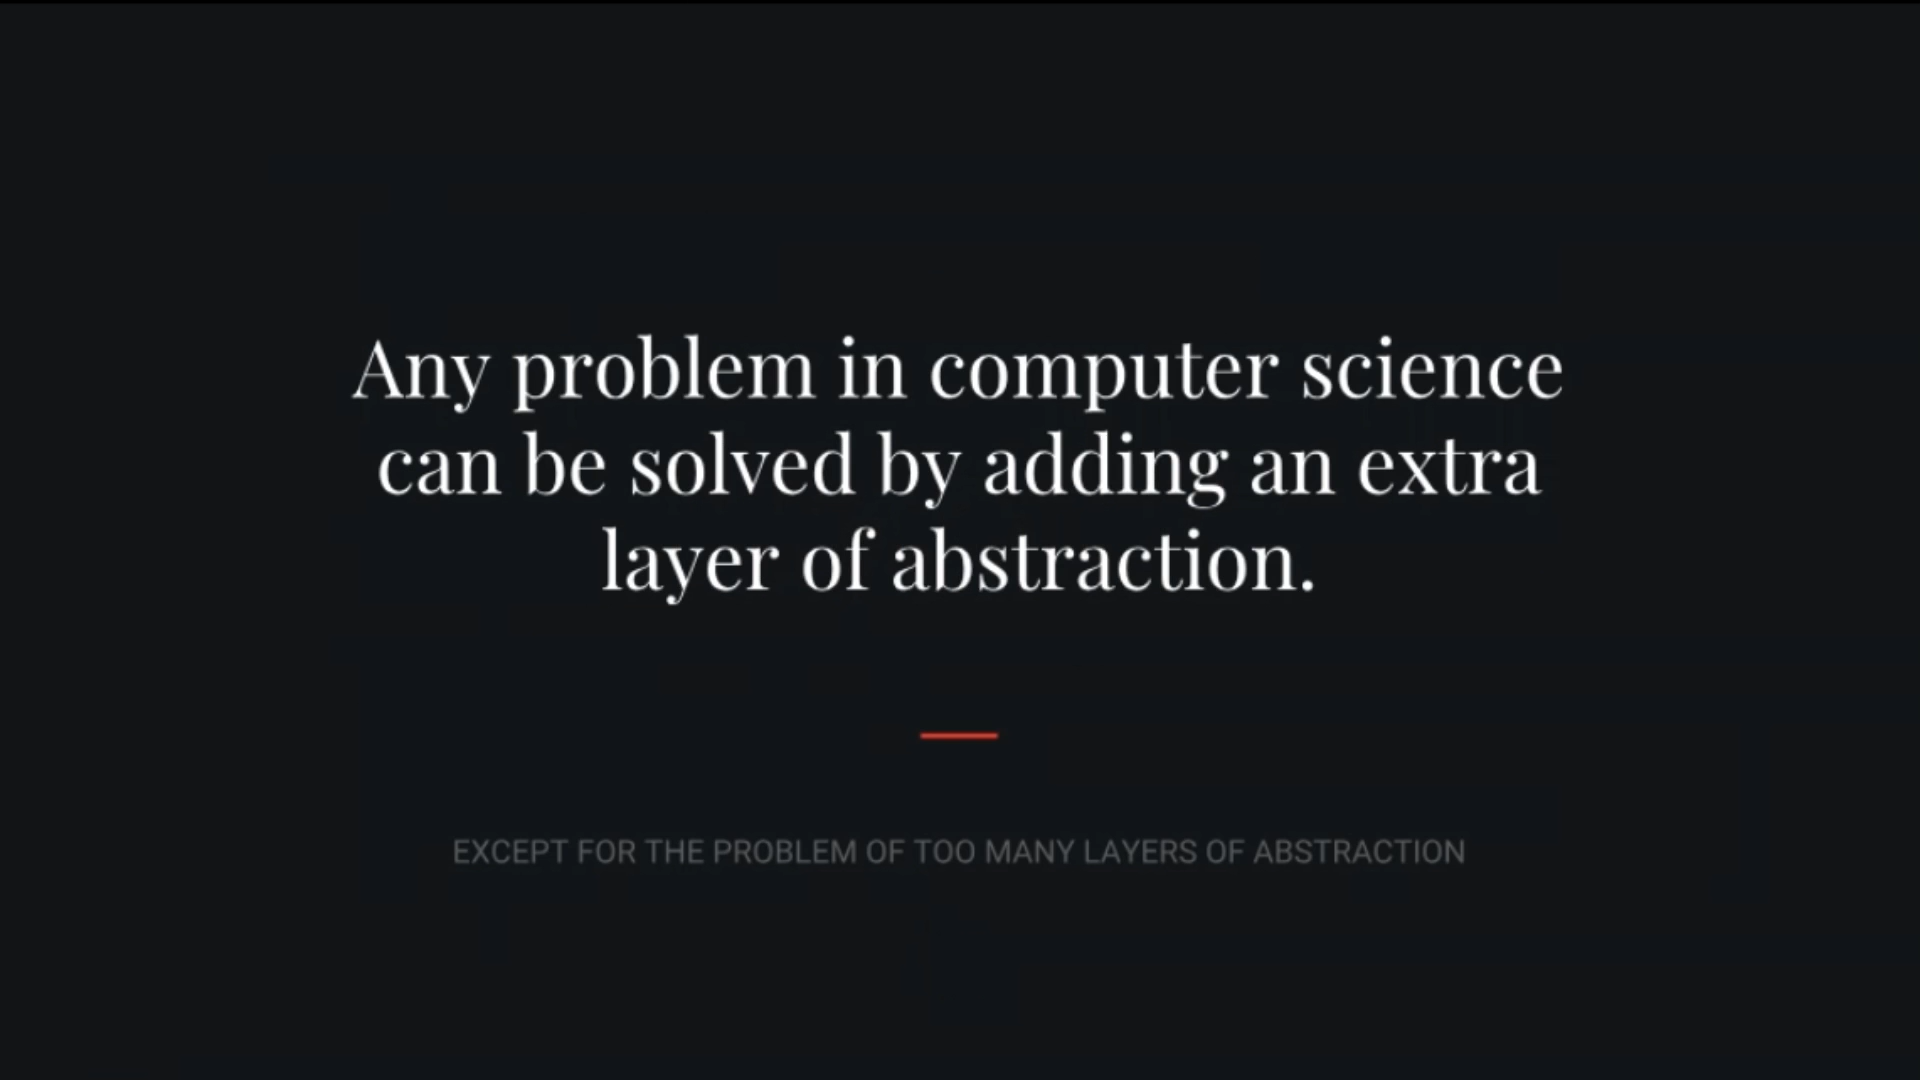 Any problem in computer science
can be solved by adding an extra
layer of abstraction.
EXCEPT FOR THE PROBLEM OF TOO MANY LAYERS OF ABSTRACTION